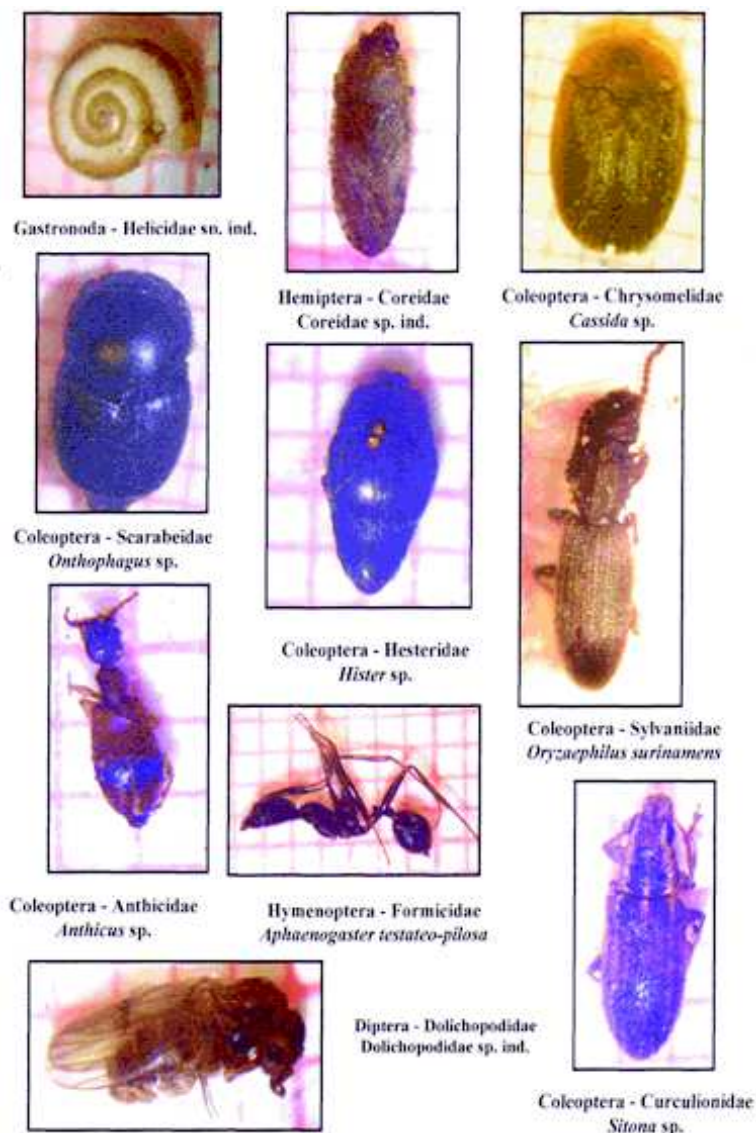 Gastronoda - Helicidae sp. ind.
Hemiptera - Coreidae
Coreidae sp. ind.
Coleoptera - Chrysomelidae
Cassida sp.
Coleoptera - Scarabeidae
Onthophagus sp.
Coleoptera - Hesteridae
Hister sp.
Coleoptera - Sylvaniidae
Oryzaephilus surinamens
Coleoptera - Anthicidae
Anthicus sp.
Hymenoptera - Formicidae
Aphaenogaster testateo-pilosa
Diptera - Dolichopodidae
Dolichopodidae sp. ind.
Coleoptera - Curculionidae
Sitona sp.